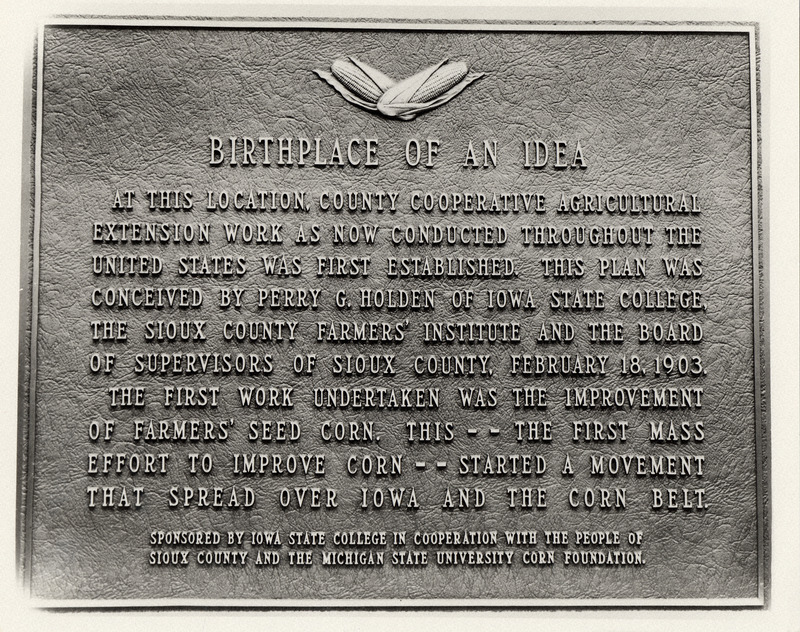 BIRTHPLACE OF AN IDEA
AT THIS LOCATION, COUNTY COOPERATIVE AGRICULTURAL
EXTENSION WORK AS NOW CONDUCTED THROUGHOUT THE
UNITED STATES WAS FIRST ESTABLISHED. THIS PLAN WAS
CONCEIVED BY PERRY G. HOLDEN OF IOWA STATE COLLEGE,
THE SIOUX COUNTY FARMERS' INSTITUTE AND THE BOARD
OF SUPERVISORS OF SIOUX COUNTY, FEBRUARY 18, 1903.
THE FIRST WORK UNDERTAKEN WAS THE IMPROVEMENT
OF FARMERS' SEED CORN. THIS -- THE FIRST MASS
EFFORT TO IMPROVE CORN -- STARTED A MOVEMENT
THAT SPREAD OVER IOWA AND THE CORN BELT.
SPONSORED BY IOWA STATE COLLEGE IN COOPERATION WITH THE PEOPLE OF
SIOUX COUNTY AND THE MICHIGAN STATE UNIVERSITY CORN FOUNDATION.